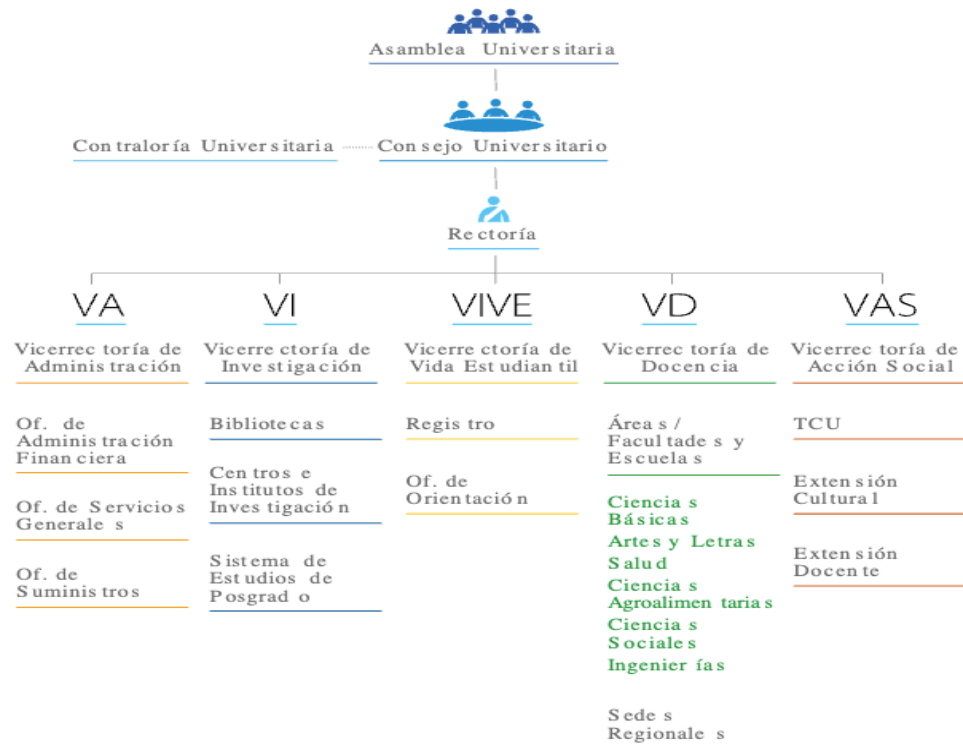 Asamblea Universitaria
Contraloría Universitaria
Consejo Universitario
Rectoría
VA
Vicerrectoría de
Administración
Of. de
Administración
Financiera
Of. de Servicios
Generales
Of. de
Suministros
VI
Vicerrectoría de
Investigación
Bibliotecas
Centros e
Institutos de
Investigación
Sistema de
Estudios de
Posgrado
VIVE
Vicerrectoría de
Vida Estudiantil
Registro
Of. de
Orientación
VD
Vicerrectoría de
Docencia
Áreas /
Facultades y
Escuelas
Ciencias
Básicas
Artes y Letras
Salud
Ciencias
Agroalimentarias
Ciencias
Sociales
Ingenierías
Sedes
Regionales
VAS
Vicerrectoría de
Acción Social
TCU
Extensión
Cultural
Extensión
Docente